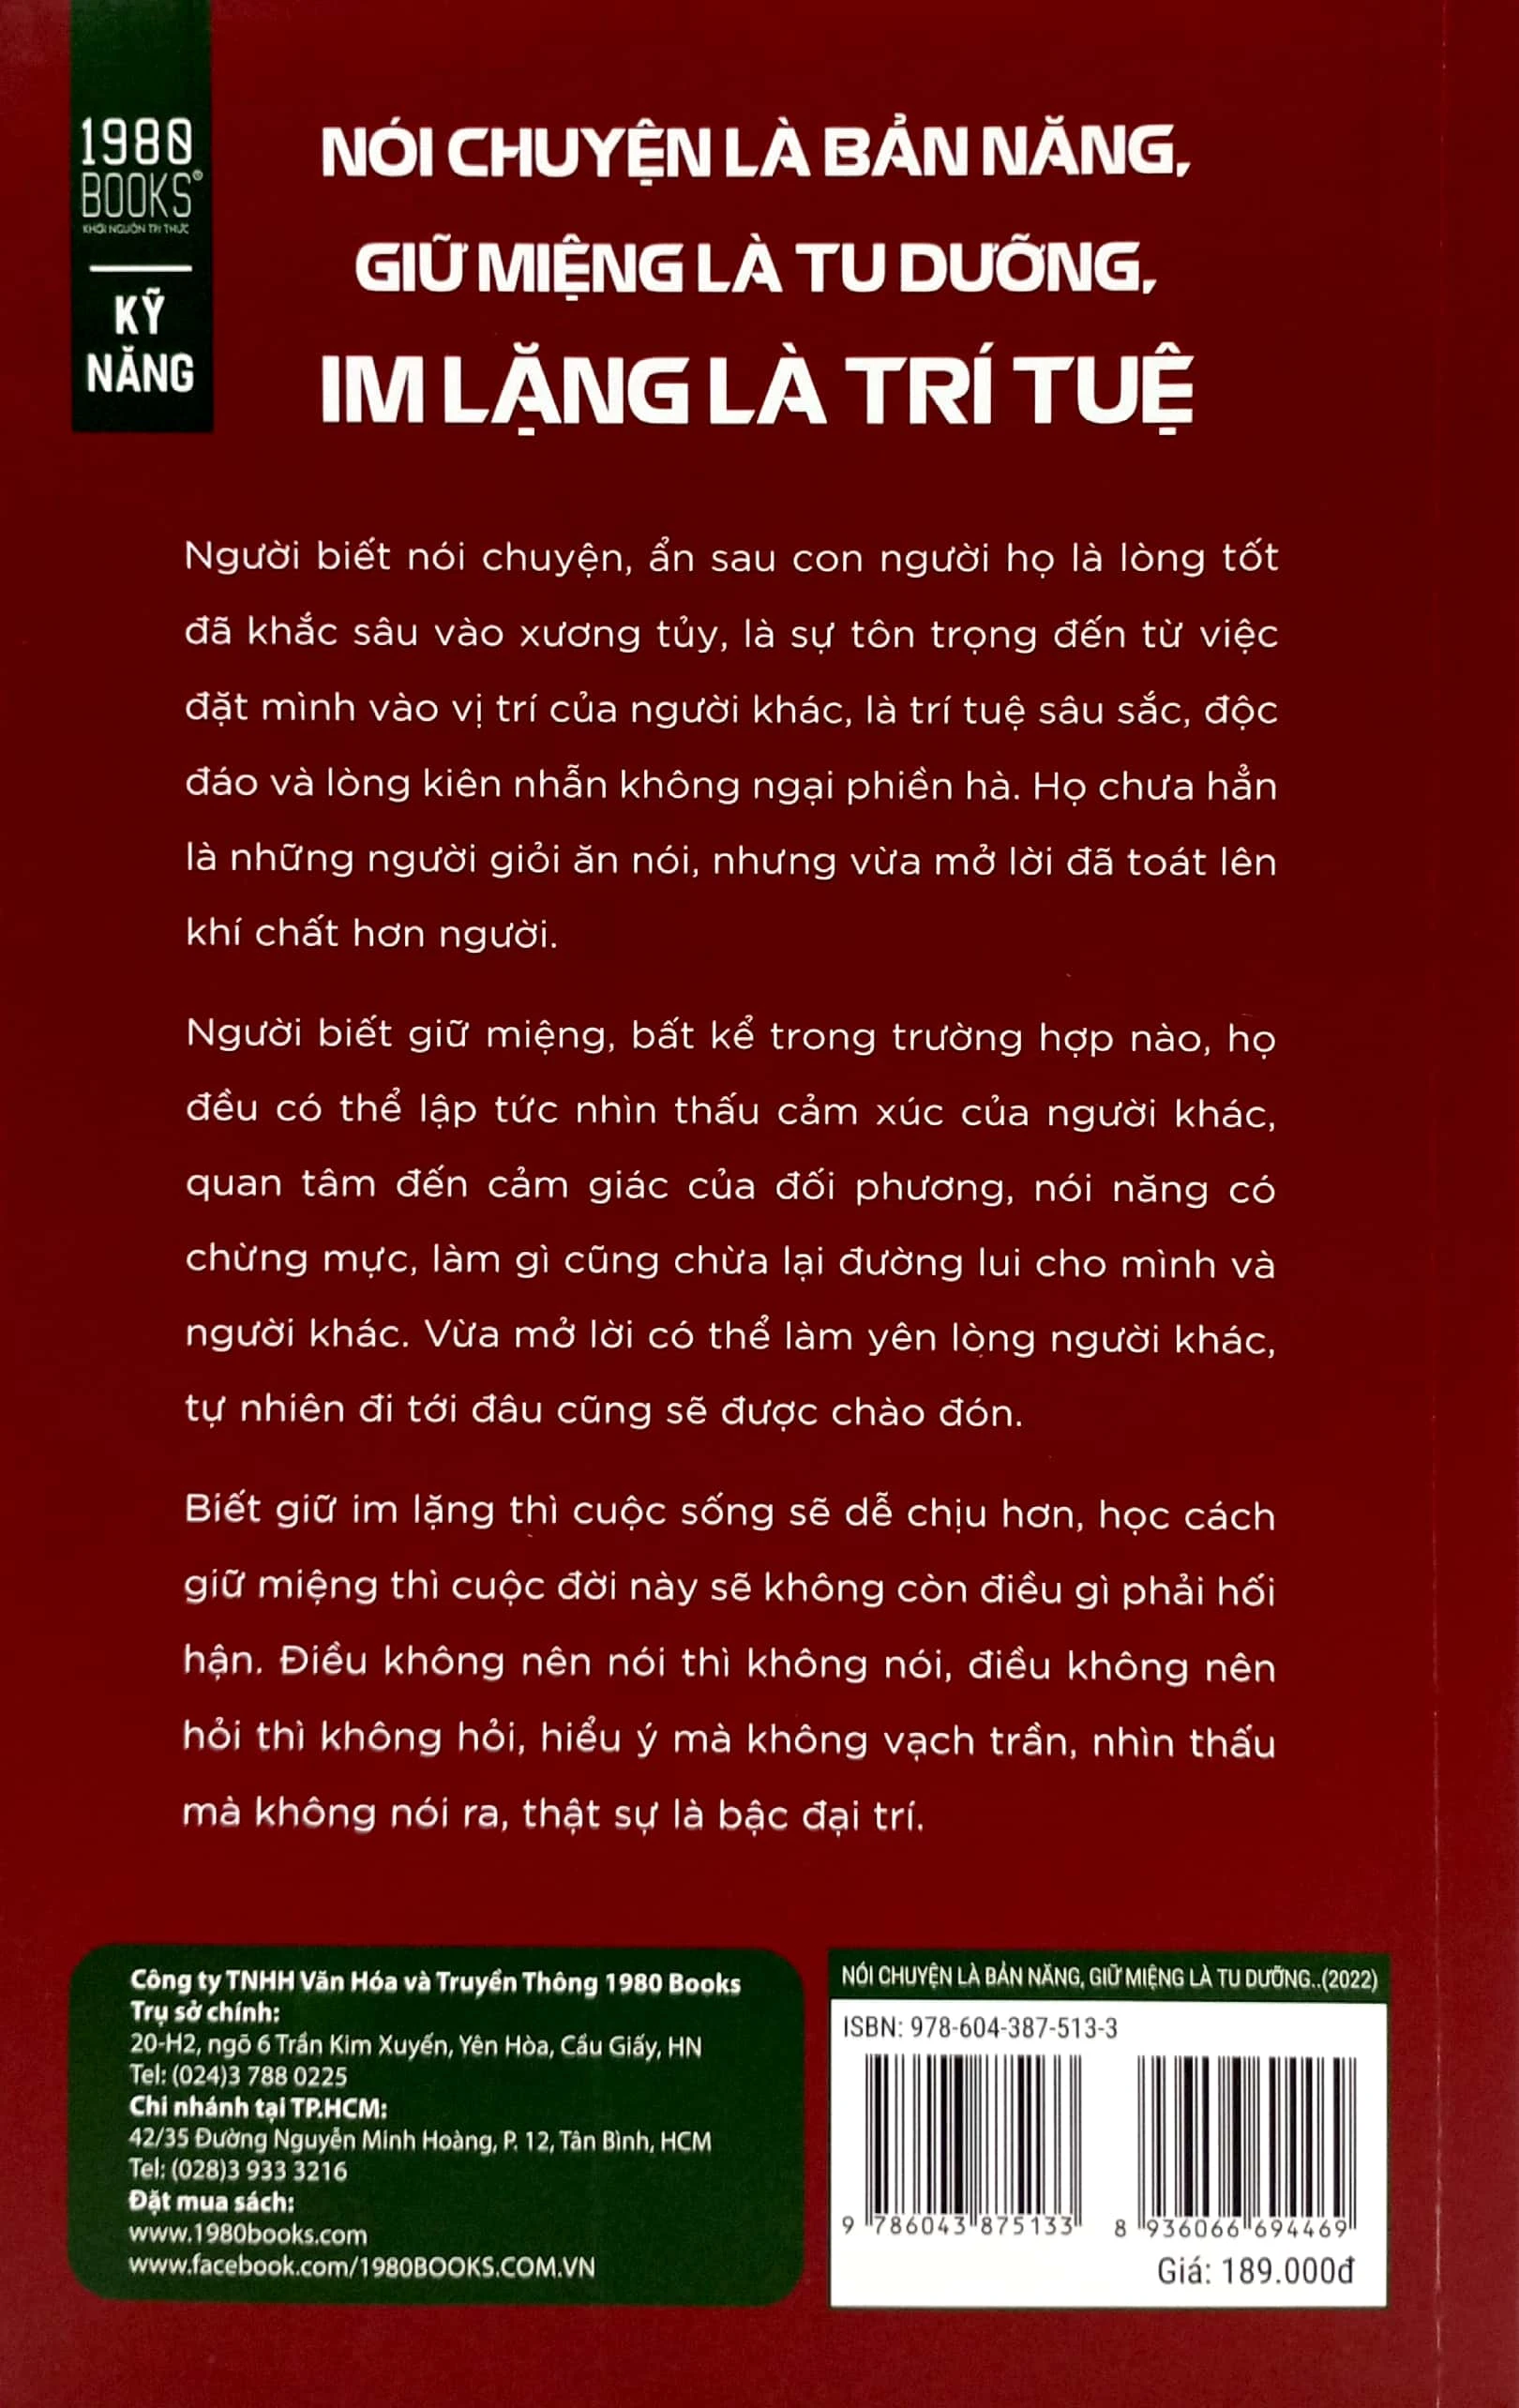 1980
BOOKS®
KHƠI NGUỒN TRI THỨC
KỸ
NĂNG
NÓI CHUYỆN LÀ BẢN NĂNG,
GIỮ MIỆNG LÀ TU DƯỠNG,
IM LẶNG LÀ TRÍ TUỆ
Người biết nói chuyện, ẩn sau con người họ là lòng tốt
đã khắc sâu vào xương tủy, là sự tôn trọng đến từ việc
đặt mình vào vị trí của người khác, là trí tuệ sâu sắc, độc
đáo và lòng kiên nhẫn không ngại phiền hà. Họ chưa hẳn
là những người giỏi ăn nói, nhưng vừa mở lời đã toát lên
khí chất hơn người.
Người biết giữ miệng, bất kể trong trường hợp nào, họ
đều có thể lập tức nhìn thấu cảm xúc của người khác,
quan tâm đến cảm giác của đối phương, nói năng có
chừng mực, làm gì cũng chừa lại đường lui cho mình và
người khác. Vừa mở lời có thể làm yên lòng người khác,
tự nhiên đi tới đâu cũng sẽ được chào đón.
Biết giữ im lặng thì cuộc sống sẽ dễ chịu hơn, học cách
giữ miệng thì cuộc đời này sẽ không còn điều gì phải hối
hận. Điều không nên nói thì không nói, điều không nên
hỏi thì không hỏi, hiểu ý mà không vạch trần, nhìn thấu
mà không nói ra, thật sự là bậc đại trí.
Công ty TNHH Văn Hóa và Truyền Thông 1980 Books
Trụ sở chính:
20-H2, ngõ 6 Trần Kim Xuyến, Yên Hòa, Cầu Giấy, HN
Tel: (024)3 788 0225
Chi nhánh tại TP.HCM:
42/35 Đường Nguyễn Minh Hoàng, P. 12, Tân Bình, HCM
Tel: (028)3 933 3216
Đặt mua sách:
www.1980books.com
www.facebook.com/1980BOOKS.COM.VN
NÓI CHUYỆN LÀ BẢN NĂNG, GIỮ MIỆNG LÀ TU DƯỠNG..(2022)
ISBN: 978-604-387-513-3
9 786043 875133
8 936066 694469
Giá: 189.000đ